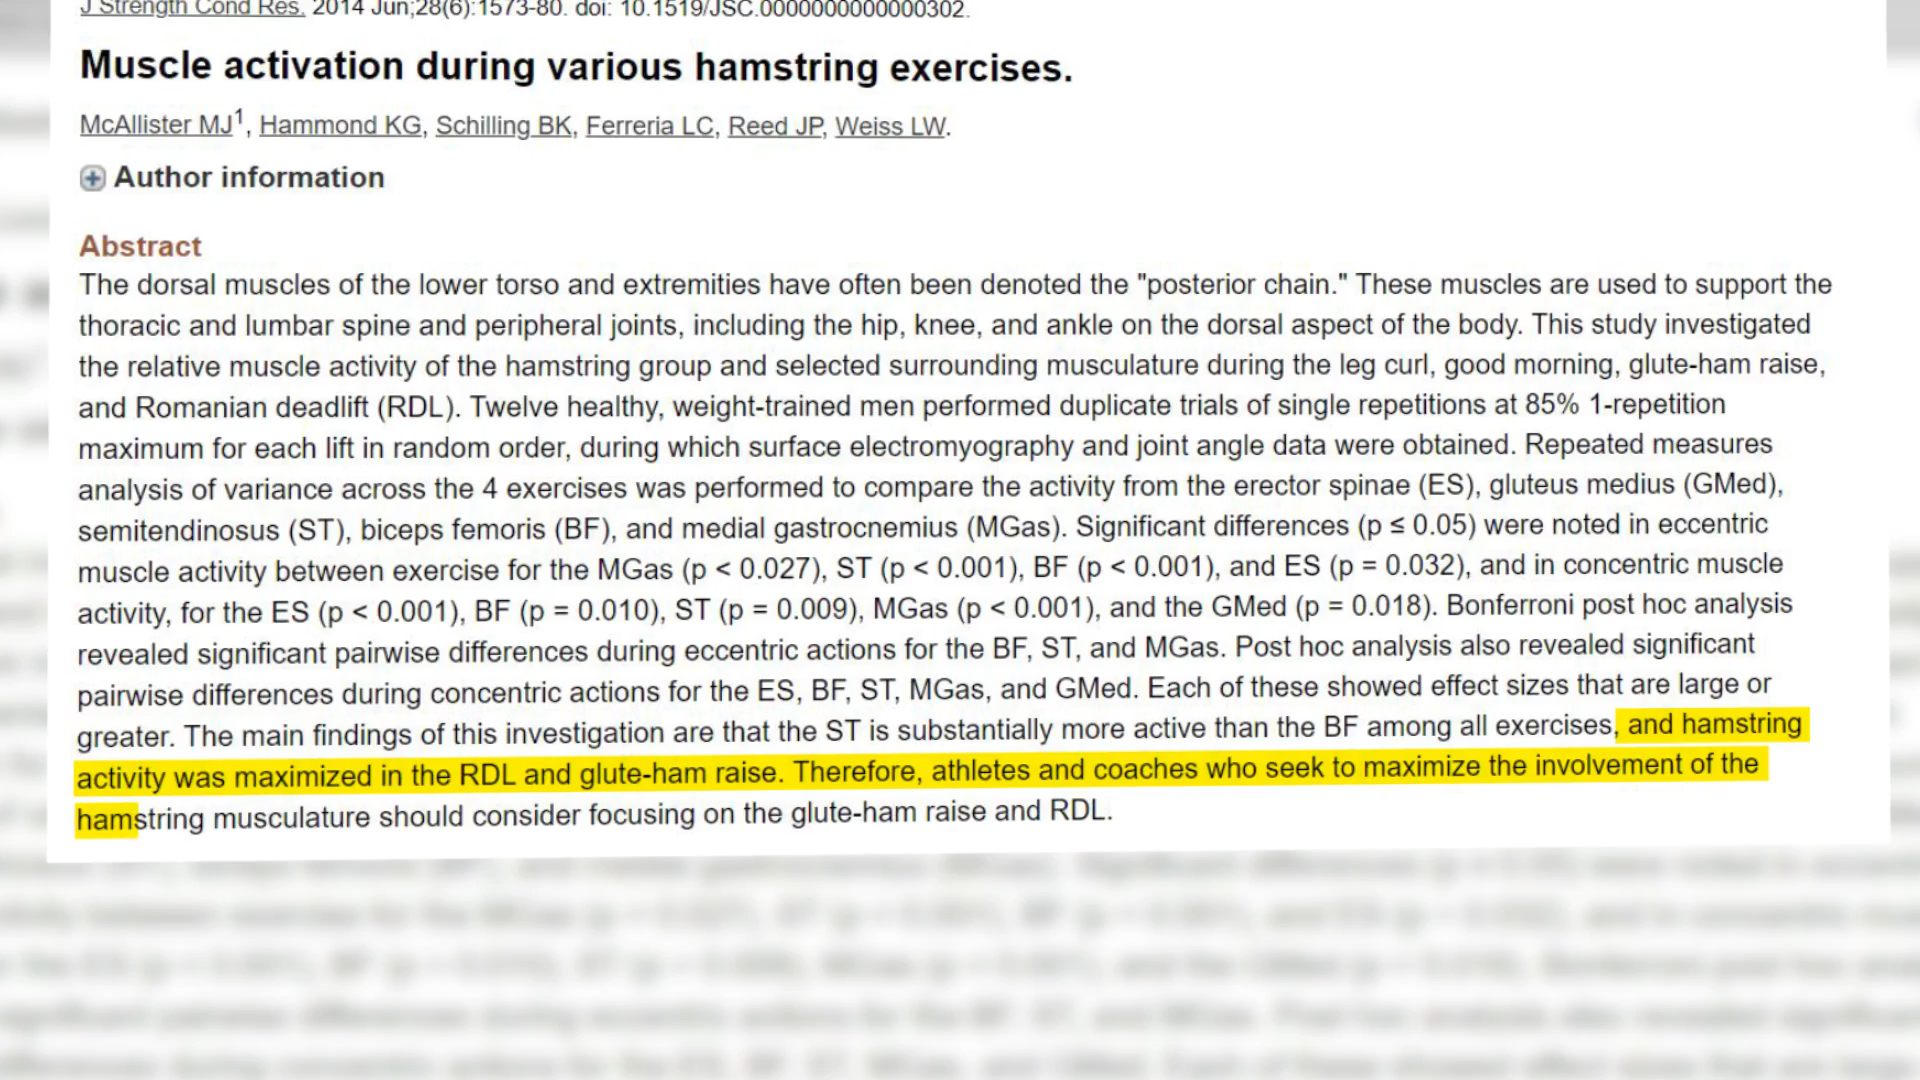 J Strength Cond Res. 2014 Jun;28(6):1573-80. doi: 10.1519/JSC.0000000000000302.
Muscle activation during various hamstring exercises.
McAllister MJ1, Hammond KG, Schilling BK, Ferreria LC, Reed JP, Weiss LW.
Author information
Abstract
The dorsal muscles of the lower torso and extremities have often been denoted the "posterior chain." These muscles are used to support the
thoracic and lumbar spine and peripheral joints, including the hip, knee, and ankle on the dorsal aspect of the body. This study investigated
the relative muscle activity of the hamstring group and selected surrounding musculature during the leg curl, good morning, glute-ham raise,
and Romanian deadlift (RDL). Twelve healthy, weight-trained men performed duplicate trials of single repetitions at 85% 1-repetition
maximum for each lift in random order, during which surface electromyography and joint angle data were obtained. Repeated measures
analysis of variance across the 4 exercises was performed to compare the activity from the erector spinae (ES), gluteus medius (GMed),
semitendinosus (ST), biceps femoris (BF), and medial gastrocnemius (MGas). Significant differences (p ≤ 0.05) were noted in eccentric
muscle activity between exercise for the MGas (p < 0.027), ST (p < 0.001), BF (p < 0.001), and ES (p = 0.032), and in concentric muscle
activity, for the ES (p < 0.001), BF (p = 0.010), ST (p = 0.009), MGas (p < 0.001), and the GMed (p = 0.018). Bonferroni post hoc analysis
revealed significant pairwise differences during eccentric actions for the BF, ST, and MGas. Post hoc analysis also revealed significant
pairwise differences during concentric actions for the ES, BF, ST, MGas, and GMed. Each of these showed effect sizes that are large or
greater. The main findings of this investigation are that the ST is substantially more active than the BF among all exercises, and hamstring
activity was maximized in the RDL and glute-ham raise. Therefore, athletes and coaches who seek to maximize the involvement of the
hamstring musculature should consider focusing on the glute-ham raise and RDL.